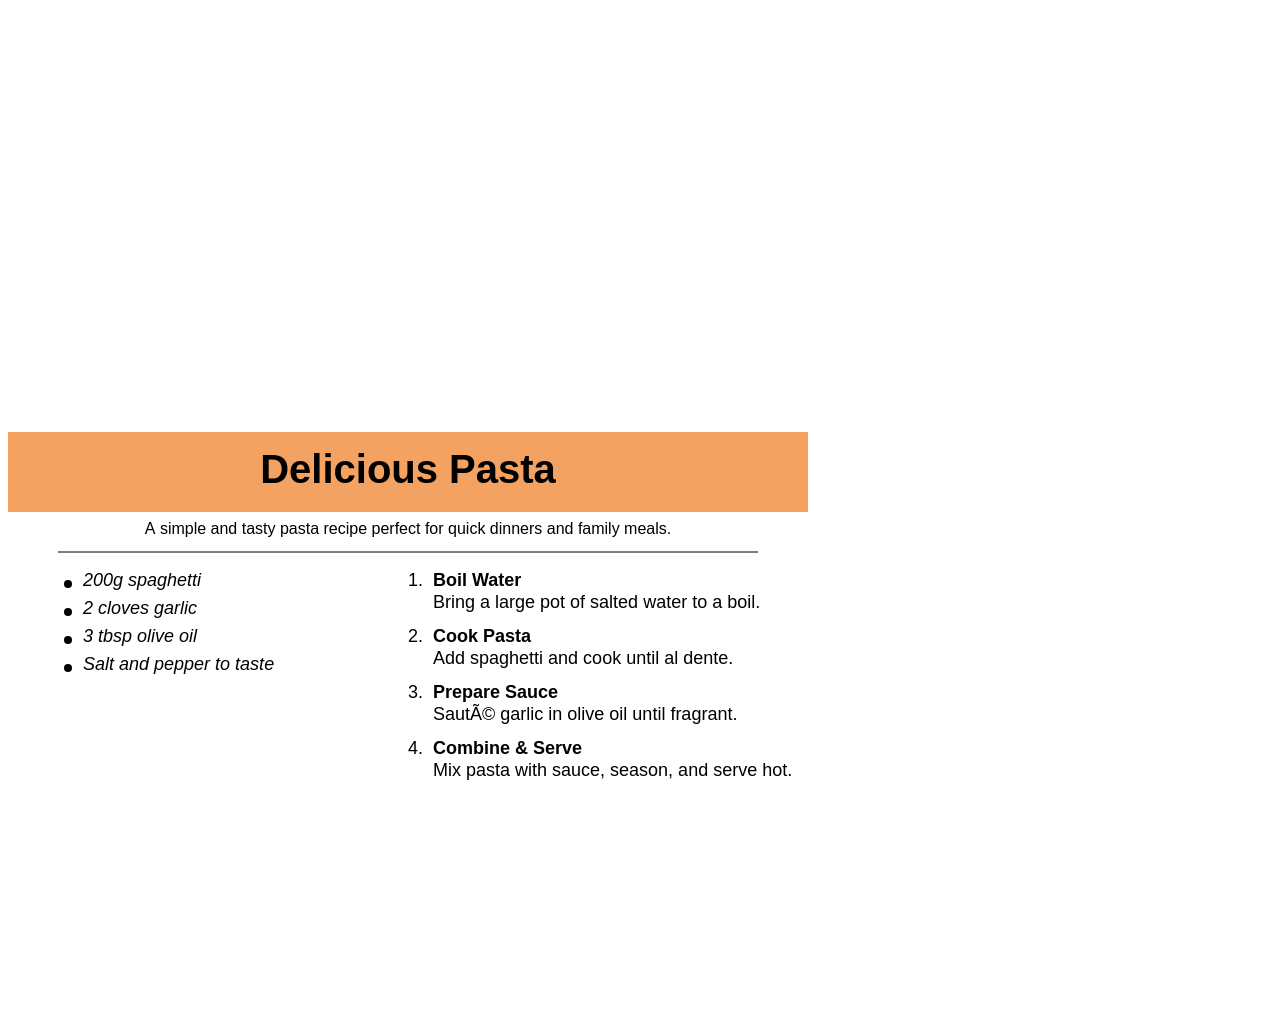 Delicious Pasta
A simple and tasty pasta recipe perfect for quick dinners and family meals.
200g spaghetti
2 cloves garlic
3 tbsp olive oil
Salt and pepper to taste
1. Boil Water
Bring a large pot of salted water to a boil.
2. Cook Pasta
Add spaghetti and cook until al dente.
3. Prepare Sauce
SautÃ© garlic in olive oil until fragrant.
4. Combine & Serve
Mix pasta with sauce, season, and serve hot.